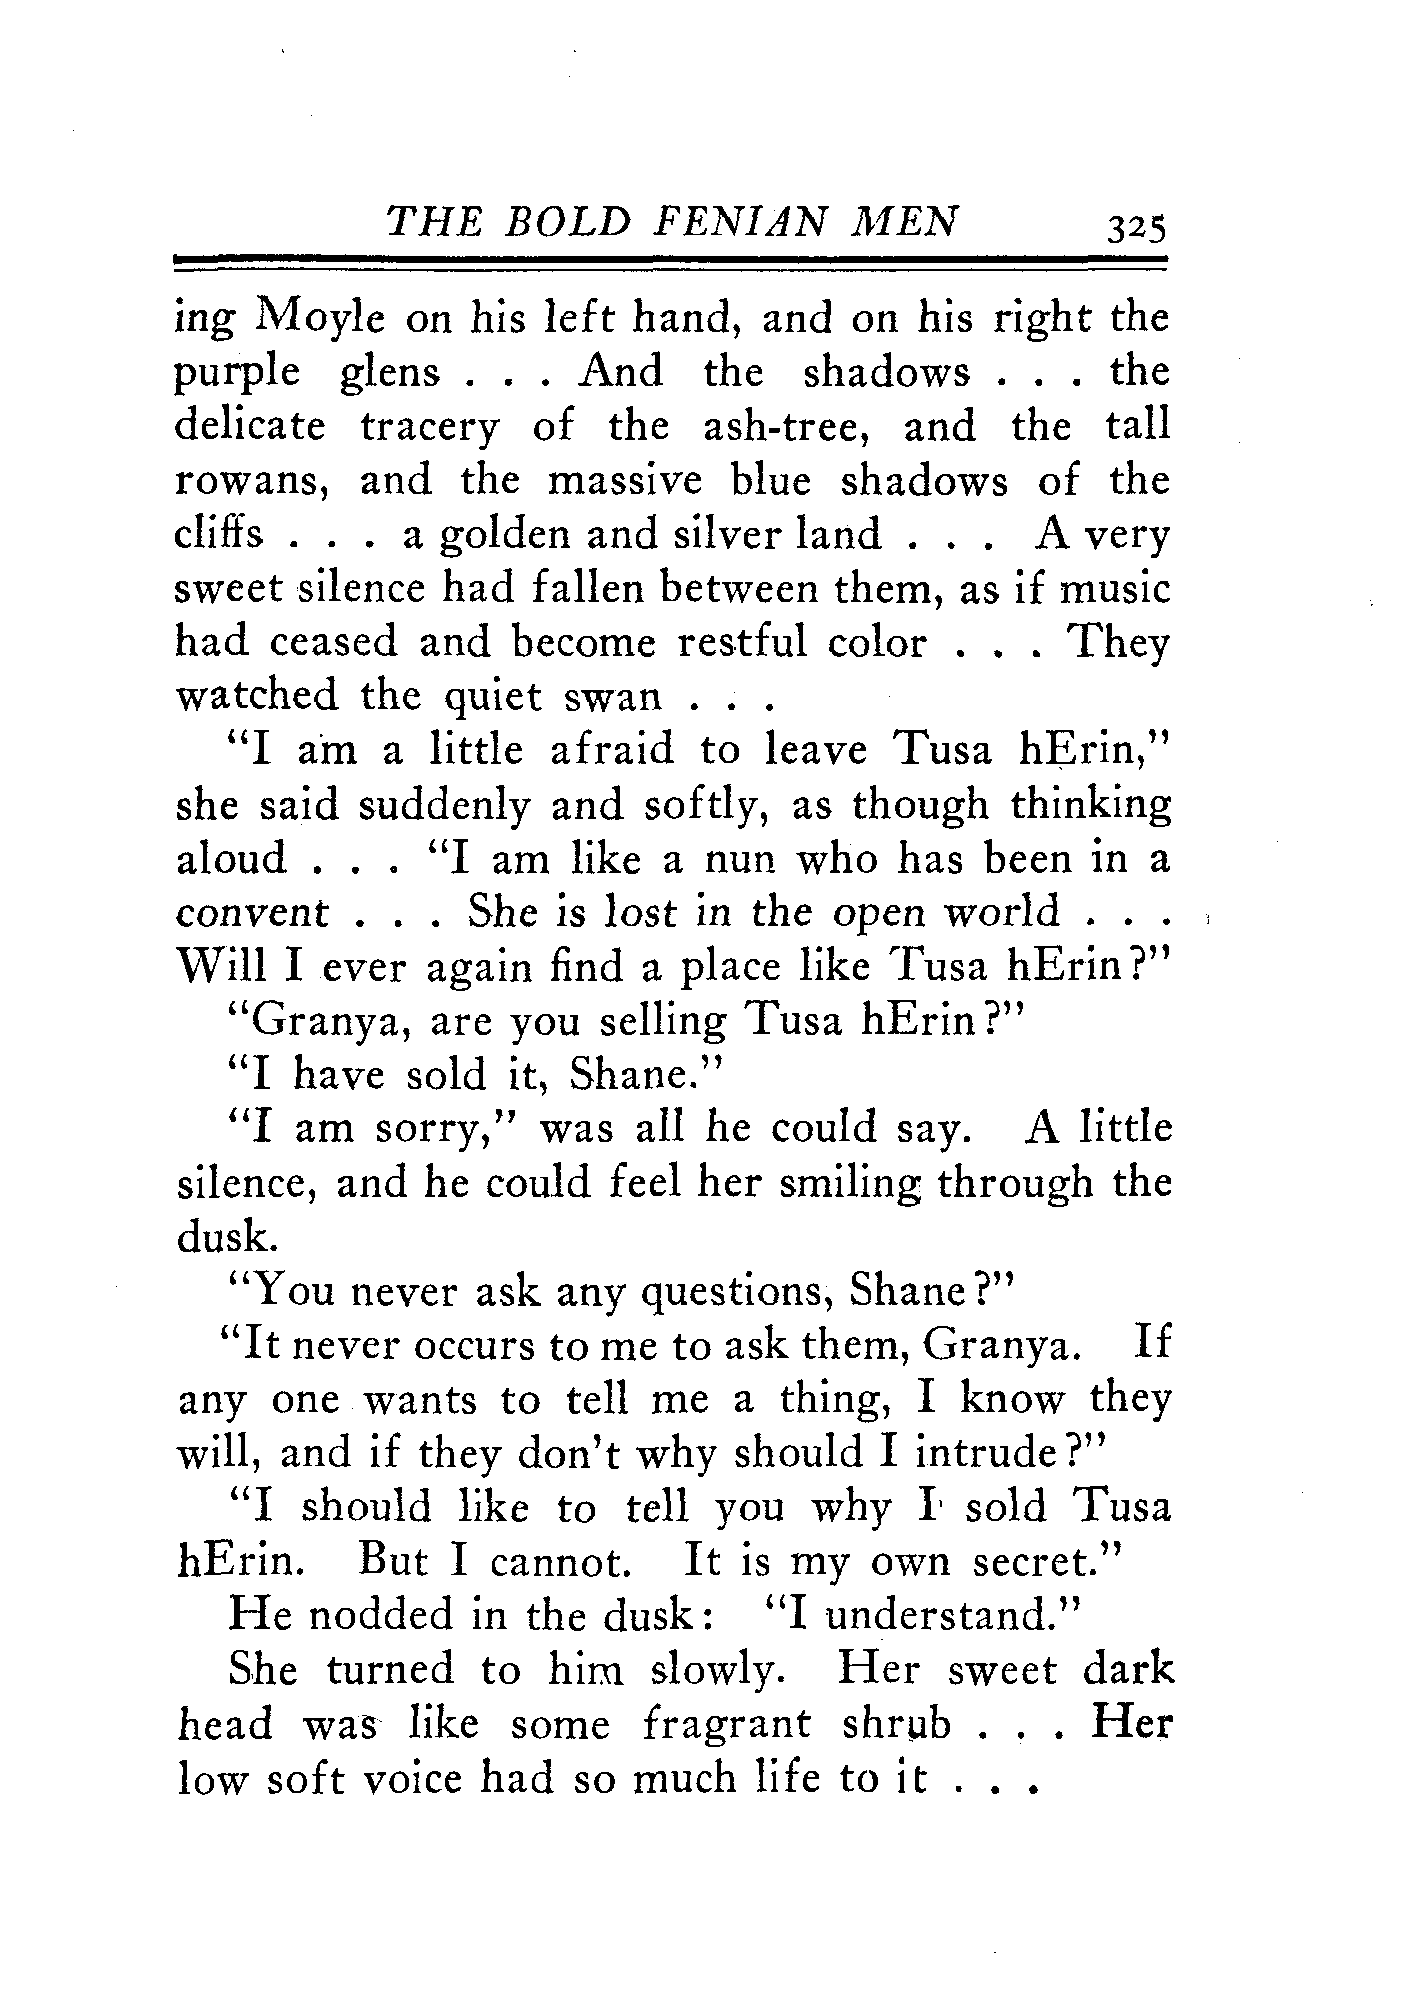 THE BOLD FENIAN MEN 325
ing Moyle on his left hand, and on his right the
purple glens . . . And the shadows . . . the
delicate tracery of the ash-tree, and the tall
rowans, and the massive blue shadows of the
cliffs . . . a golden and silver land . . . A very
sweet silence had fallen between them, as if music
had ceased and become restful color . . . They
watched the quiet swan . . .
"I am a little afraid to leave Tusa hErin,"
she said suddenly and softly, as though thinking
aloud . . . "I am like a nun who has been in a
convent . . . She is lost in the open world . . .
Will I ever again find a place like Tusa hErin?"
"Granya, are you selling Tusa hErin?"
"I have sold it, Shane."
"I am sorry," was all he could say. A little
silence, and he could feel her smiling through the
dusk.
"You never ask any questions, Shane?"
"It never occurs to me to ask them, Granya. If
any one wants to tell me a thing, I know they
will, and if they don't why should I intrude?"
"I should like to tell you why I sold Tusa
hErin. But I cannot. It is my own secret."
He nodded in the dusk: "I understand."
She turned to him slowly. Her sweet dark
head was like some fragrant shrub . . . Her
low soft voice had so much life to it . . .